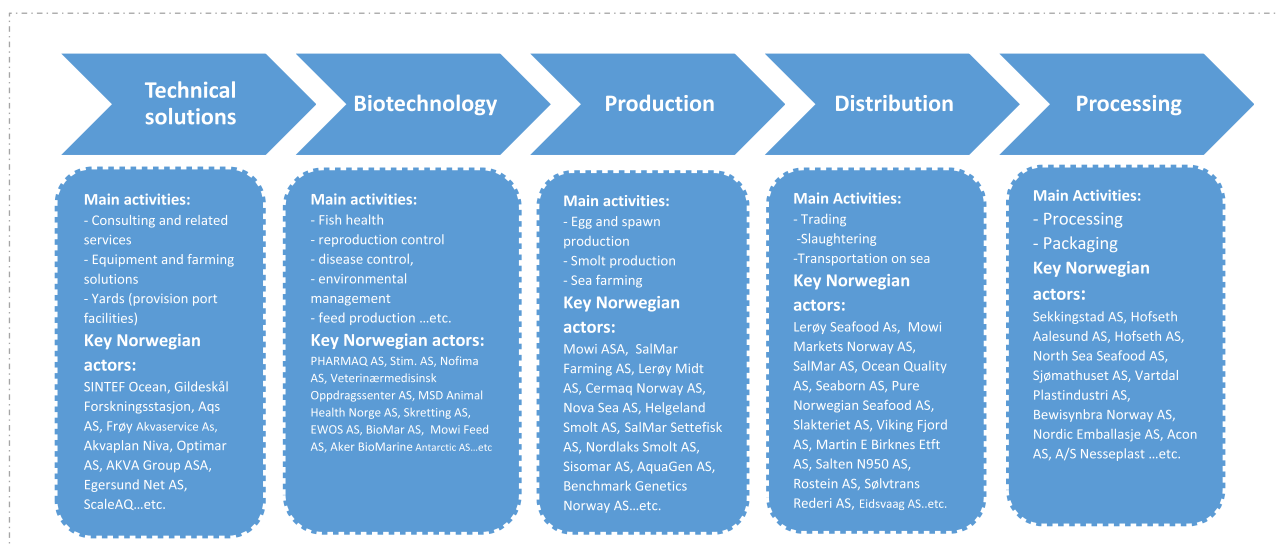 Technical
solutions
Biotechnology
Production
Distribution
Processing
Main activities:
- Consulting and related
services
- Equipment and farming
solutions
- Yards (provision port
facilities)
Key Norwegian
actors:
SINTEF Ocean, Gildeskål
Forskningsstasjon, Aqs
AS, Frøy Akvaservice As,
Akvaplan Niva, Optimar
AS, AKVA Group ASA,
Egersund Net AS,
ScaleAQ…etc.
Main activities:
- Fish health
- reproduction control
- disease control,
- environmental
management
- feed production …etc.
Key Norwegian actors:
PHARMAQ AS, Stim. AS, Nofima
AS, Veterinærmedisinsk
Oppdragssenter AS, MSD Animal
Health Norge AS, Skretting AS,
EWOS AS, BioMar AS,  Mowi Feed
AS, Aker BioMarine Antarctic AS…etc
Main activities:
- Egg and spawn
production
- Smolt production
- Sea farming
Key Norwegian
actors:
Mowi ASA,  SalMar
Farming AS, Lerøy Midt
AS, Cermaq Norway AS,
Nova Sea AS, Helgeland
Smolt AS, SalMar Settefisk
AS, Nordlaks Smolt AS,
Sisomar AS, AquaGen AS,
Benchmark Genetics
Norway AS…etc.
Main Activities:
- Trading
-Slaughtering
-Transportation on sea
Key Norwegian
actors:
Lerøy Seafood As,  Mowi
Markets Norway AS,
SalMar AS, Ocean Quality
AS, Seaborn AS, Pure
Norwegian Seafood AS,
Slakteriet AS, Viking Fjord
AS, Martin E Birknes Etft
AS, Salten N950 AS,
Rostein AS, Sølvtrans
Rederi AS, Eidsvaag AS..etc.
Main Activities:
- Processing
- Packaging
Key Norwegian
actors:
Sekkingstad AS, Hofseth
Aalesund AS, Hofseth AS,
North Sea Seafood AS,
Sjømathuset AS, Vartdal
Plastindustri AS,
Bewisynbra Norway AS,
Nordic Emballasje AS, Acon
AS, A/S Nesseplast …etc.